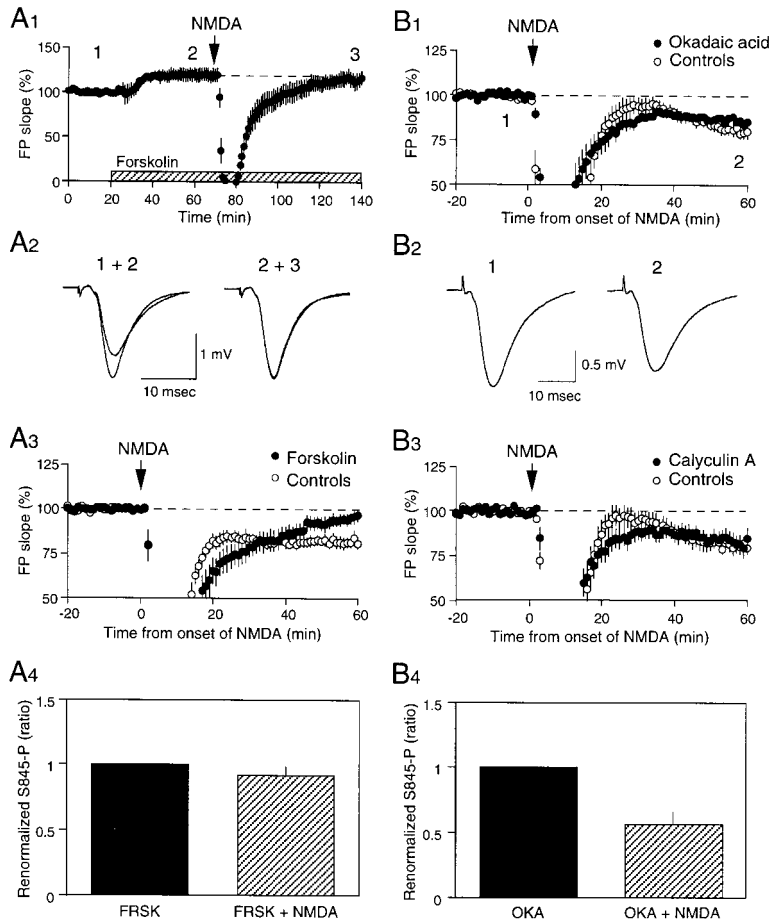 A1
NMDA
1
2
3
FP slope (%)
150
100
50
0
Forskolin
0 20 40 60 80 100 120 140
Time (min)
B1
NMDA
Okadaic acid
Controls
FP slope (%)
125
100
75
50
1
2
-20 0 20 40 60
Time from onset of NMDA (min)
A2
1 + 2
2 + 3
1 mV
10 msec
B2
1
2
0.5 mV
10 msec
A3
NMDA
Forskolin
Controls
FP slope (%)
125
100
75
50
-20 0 20 40 60
Time from onset of NMDA (min)
B3
NMDA
Calyculin A
Controls
FP slope (%)
125
100
75
50
-20 0 20 40 60
Time from onset of NMDA (min)
A4
Renormalized S845-P (ratio)
1.5
1
0.5
0
FRSK
FRSK + NMDA
B4
Renormalized S845-P (ratio)
1.5
1
0.5
0
OKA
OKA + NMDA